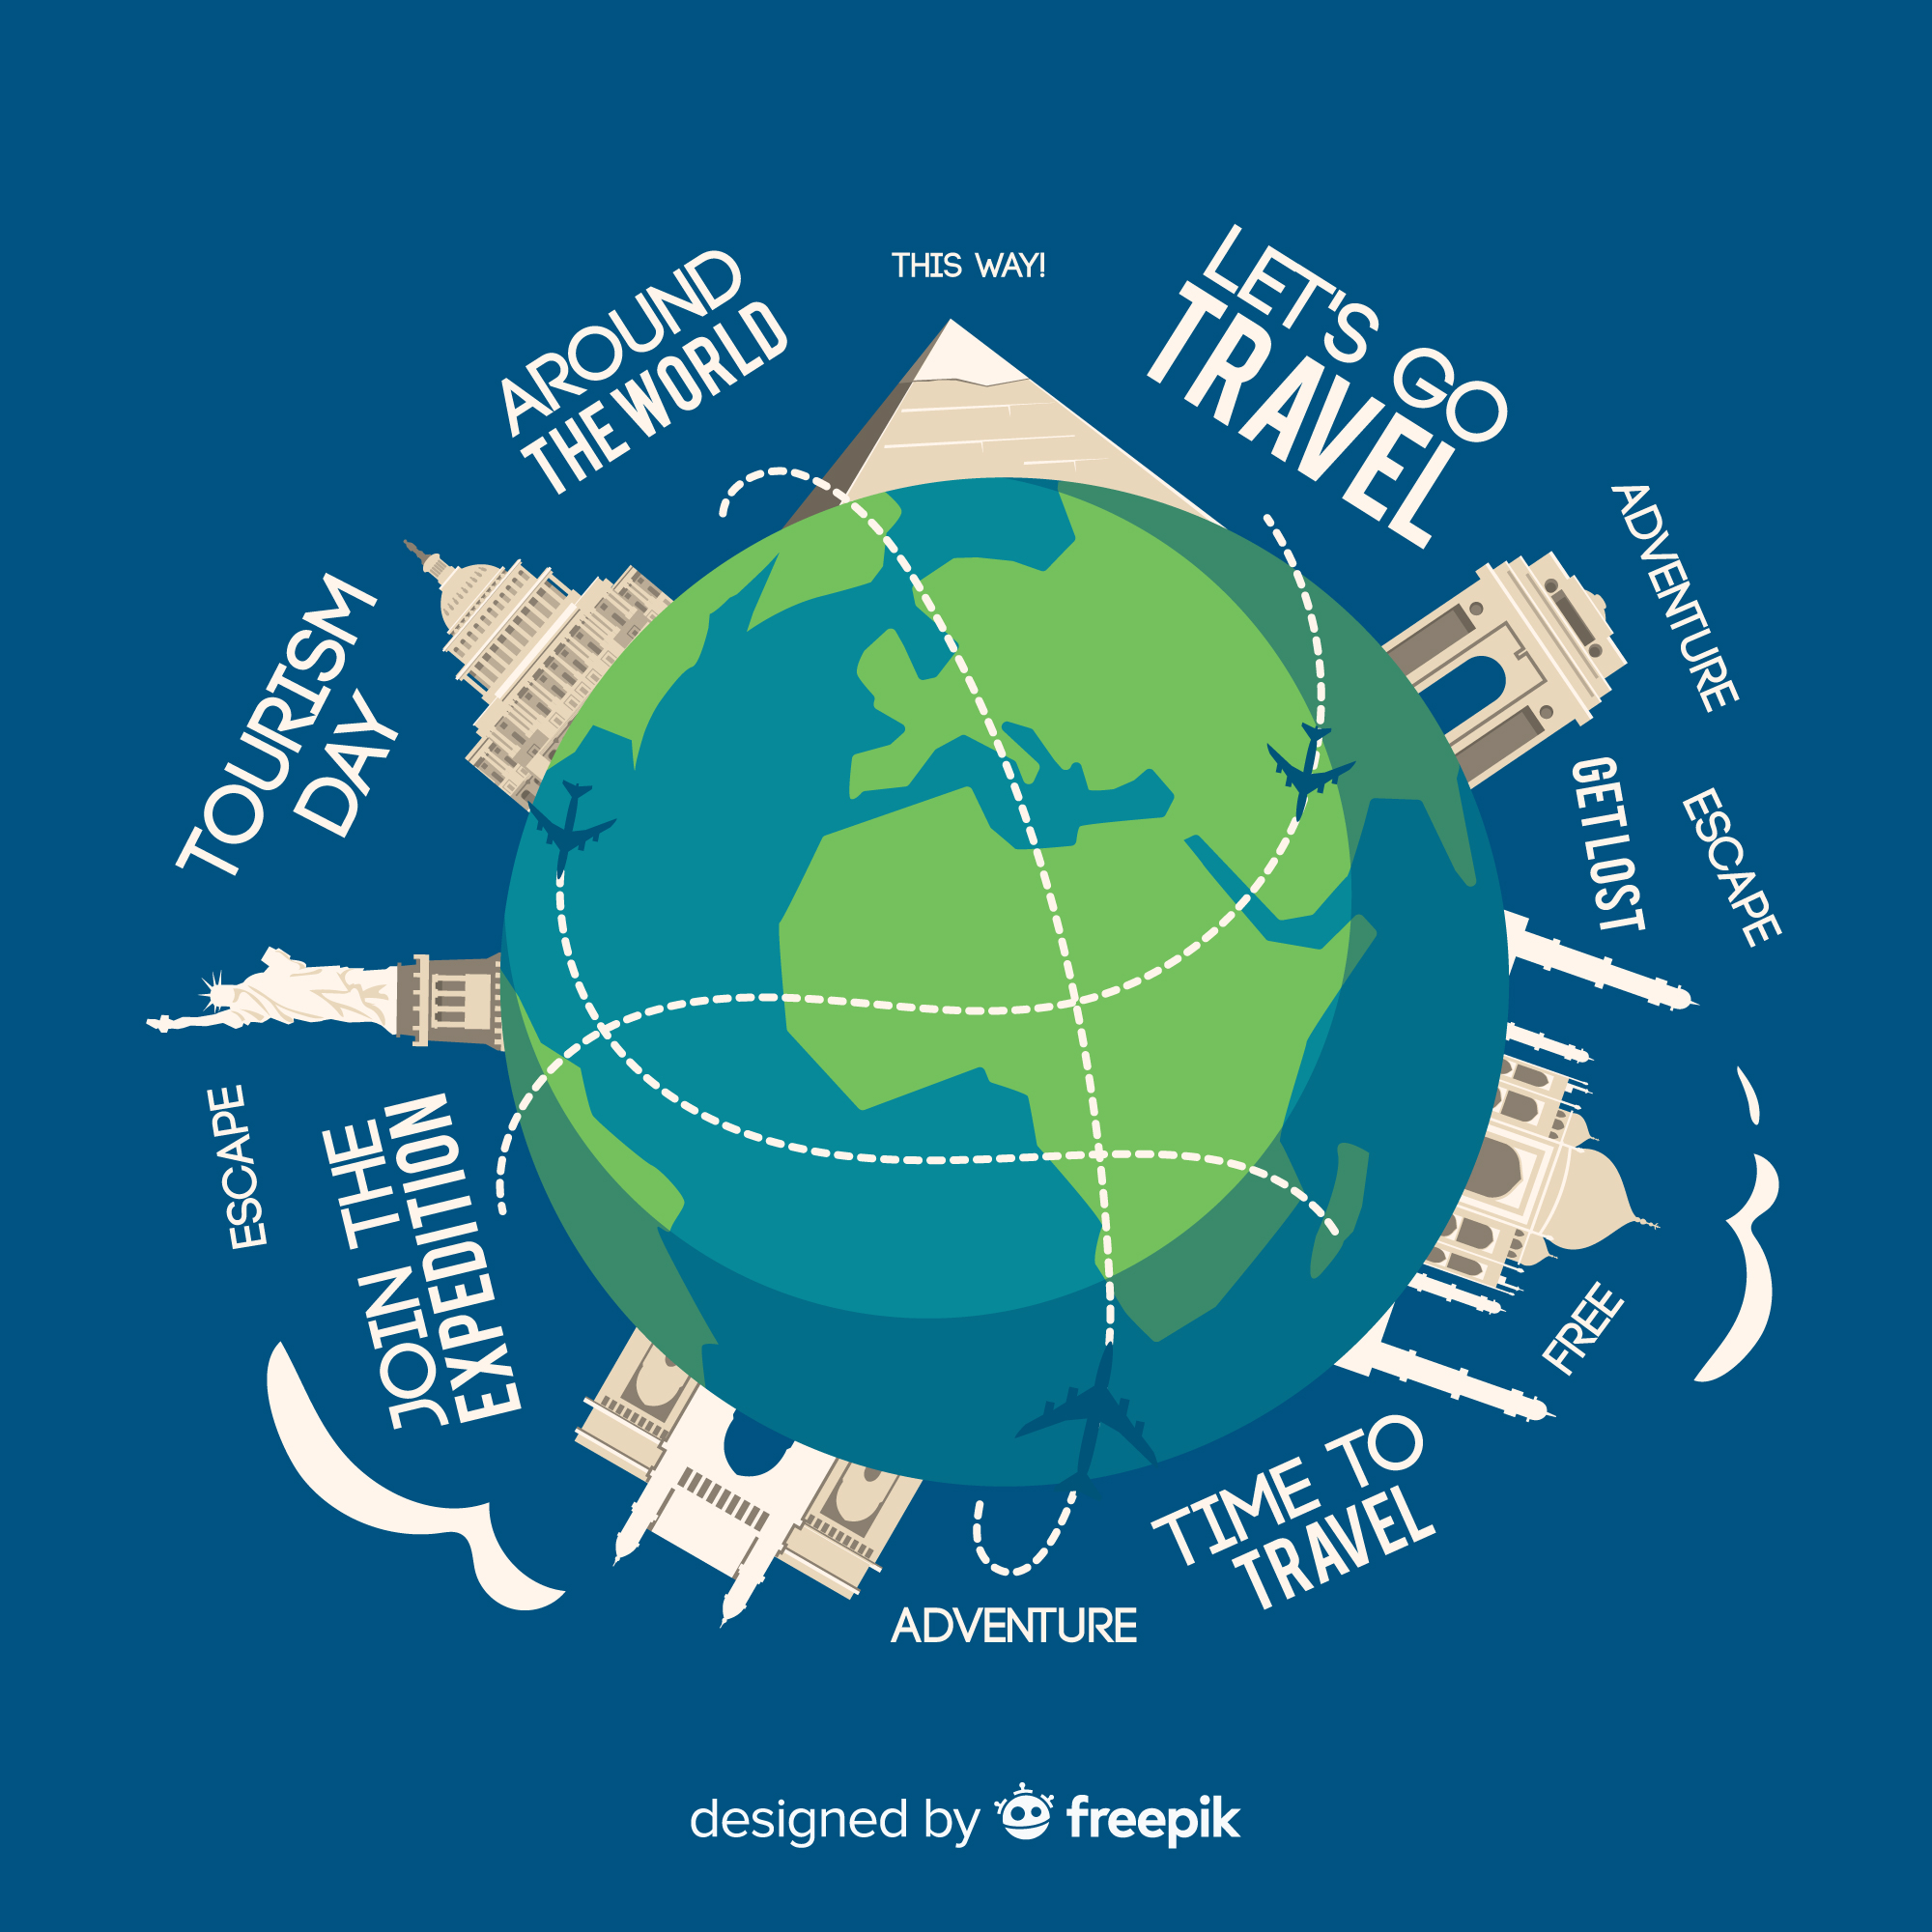 THIS WAY!
AROUND
THE WORLD
LET'S GO
TRAVEL
TOURISM
DAY
ADVENTURE
GET LOST
ESCAPE
ESCAPE
JOIN THE
EXPEDITION
FREE
TIME TO
TRAVEL
ADVENTURE
designed by freepik